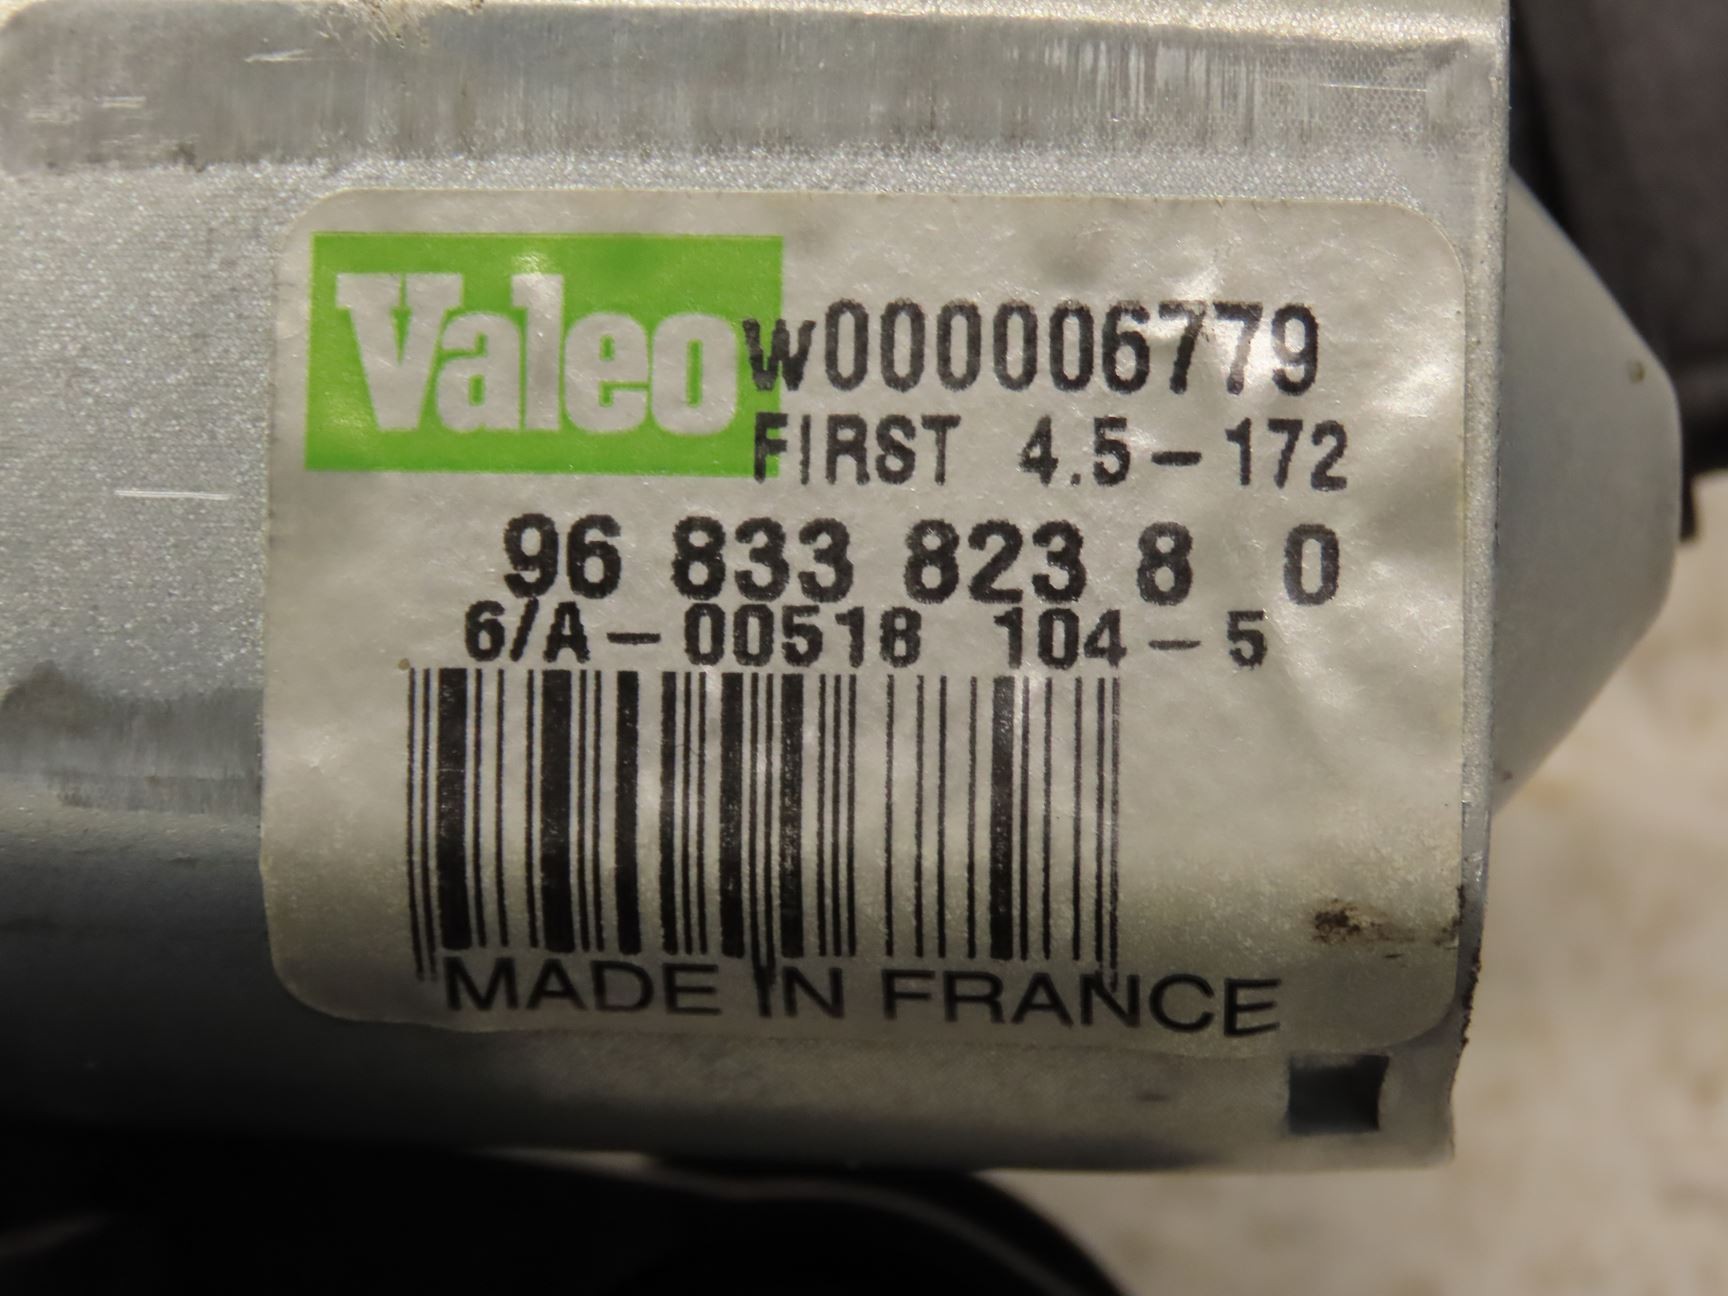 Valeo
W000006779
FIRST 4.5-172
96 833 823 8 0
6/A-00518 104-5
MADE IN FRANCE